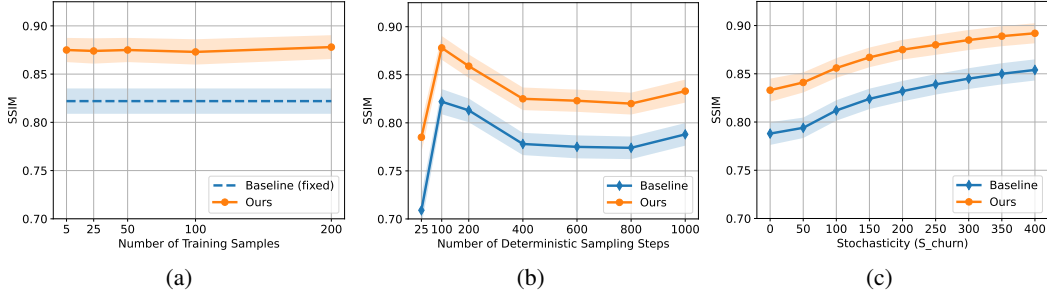 0.90
0.85
0.80
0.75
0.70
SSIM
5 25 50 100 200
Number of Training Samples
Baseline (fixed)
Ours
(a)
0.90
0.85
0.80
0.75
0.70
SSIM
25 100 200 400 600 800 1000
Number of Deterministic Sampling Steps
Baseline
Ours
(b)
0.90
0.85
0.80
0.75
0.70
SSIM
0 50 100 150 200 250 300 350 400
Stochasticity (S_churn)
Baseline
Ours
(c)